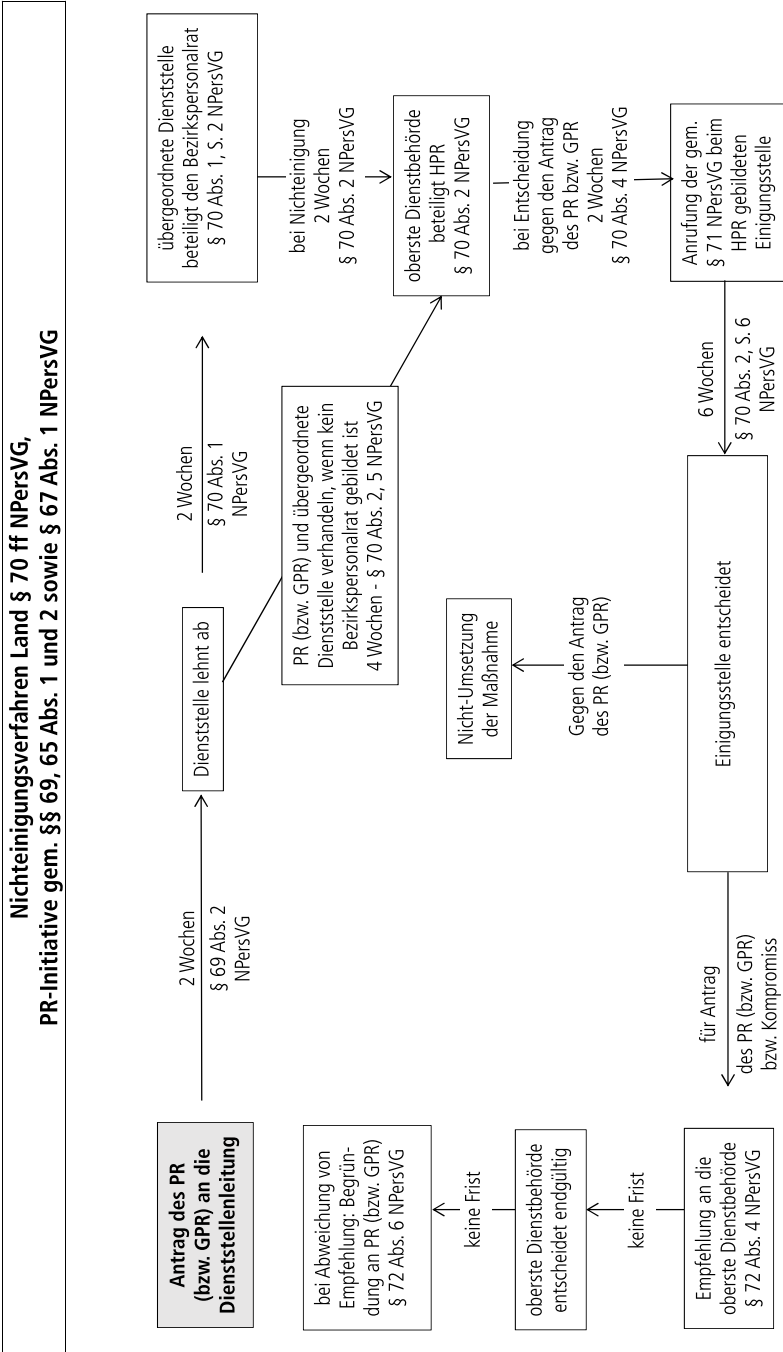 Nichteinigungsverfahren Land § 70 ff NPersVG,
PR-Initiative gem. §§ 69, 65 Abs. 1 und 2 sowie § 67 Abs. 1 NPersVG
Antrag des PR
(bzw. GPR) an die
Dienststellenleitung
2 Wochen
§ 69 Abs. 2
NPersVG
Dienststelle lehnt ab
2 Wochen
§ 70 Abs. 1
NPersVG
übergeordnete Dienststelle
beteiligt den Bezirkspersonalrat
§ 70 Abs. 1, S. 2 NPersVG
bei Nichteinigung
2 Wochen
§ 70 Abs. 2 NPersVG
PR (bzw. GPR) und übergeordnete
Dienststelle verhandeln, wenn kein
Bezirkspersonalrat gebildet ist
4 Wochen - § 70 Abs. 2, 5 NPersVG
oberste Dienstbehörde
beteiligt HPR
§ 70 Abs. 2 NPersVG
bei Entscheidung
gegen den Antrag
des PR bzw. GPR
2 Wochen
§ 70 Abs. 4 NPersVG
Anrufung der gem.
§ 71 NPersVG beim
HPR gebildeten
Einigungsstelle
6 Wochen
§ 70 Abs. 2, S. 6
NPersVG
Einigungsstelle entscheidet
Gegen den Antrag
des PR (bzw. GPR)
Nicht-Umsetzung
der Maßnahme
für Antrag
des PR (bzw. GPR)
bzw. Kompromiss
Empfehlung an die
oberste Dienstbehörde
§ 72 Abs. 4 NPersVG
keine Frist
oberste Dienstbehörde
entscheidet endgültig
keine Frist
bei Abweichung von
Empfehlung: Begrün-
dung an PR (bzw. GPR)
§ 72 Abs. 6 NPersVG